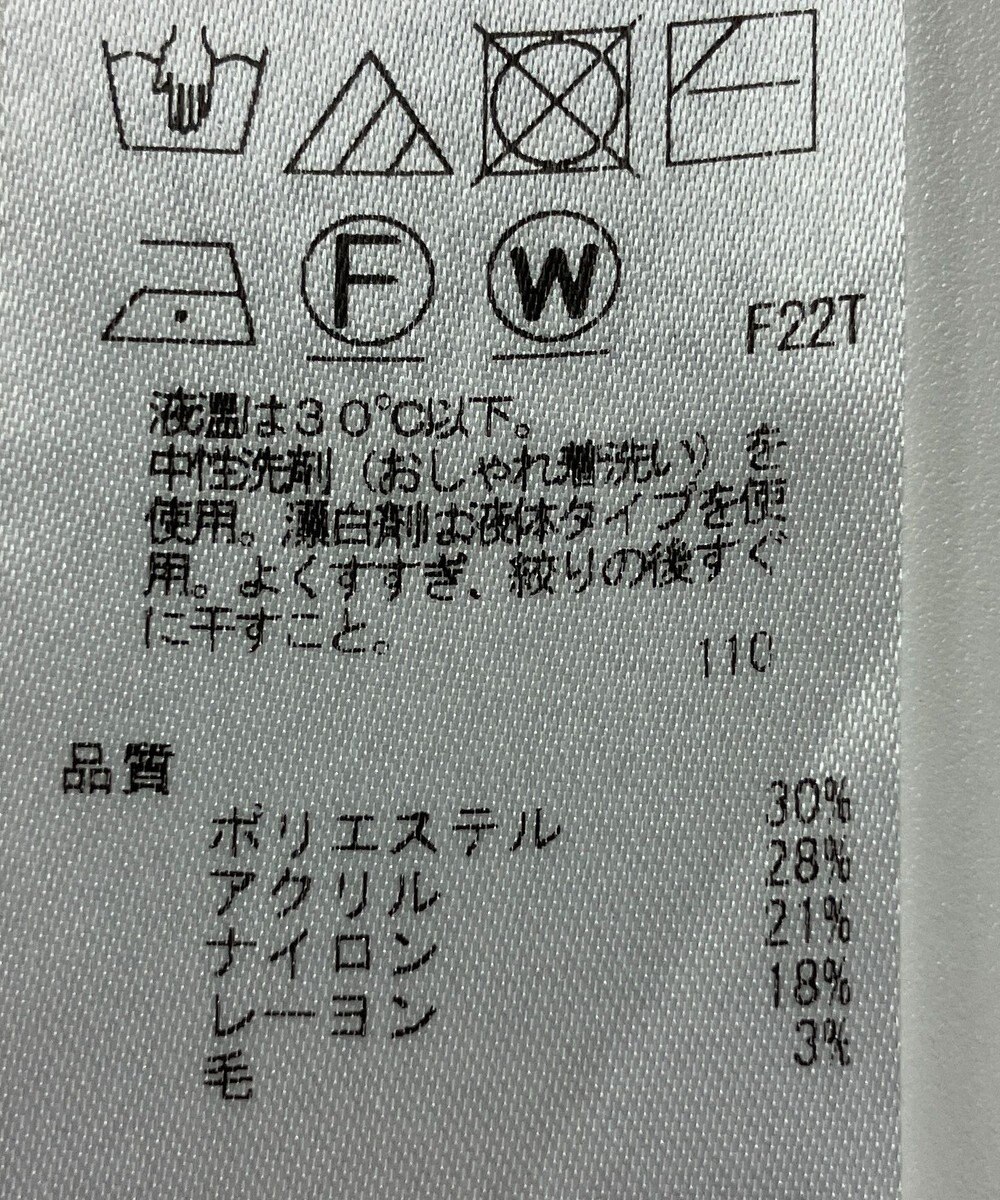 F
W
F22T
液温は30℃以下。
中性洗剤（おしゃれ着洗い）を
使用。漂白剤は液体タイプを使
用。よくすすぎ、絞りの後すぐ
に干すこと。
110
品質
ポリエステル 30%
アクリル 28%
ナイロン 21%
レーヨン 18%
毛 3%